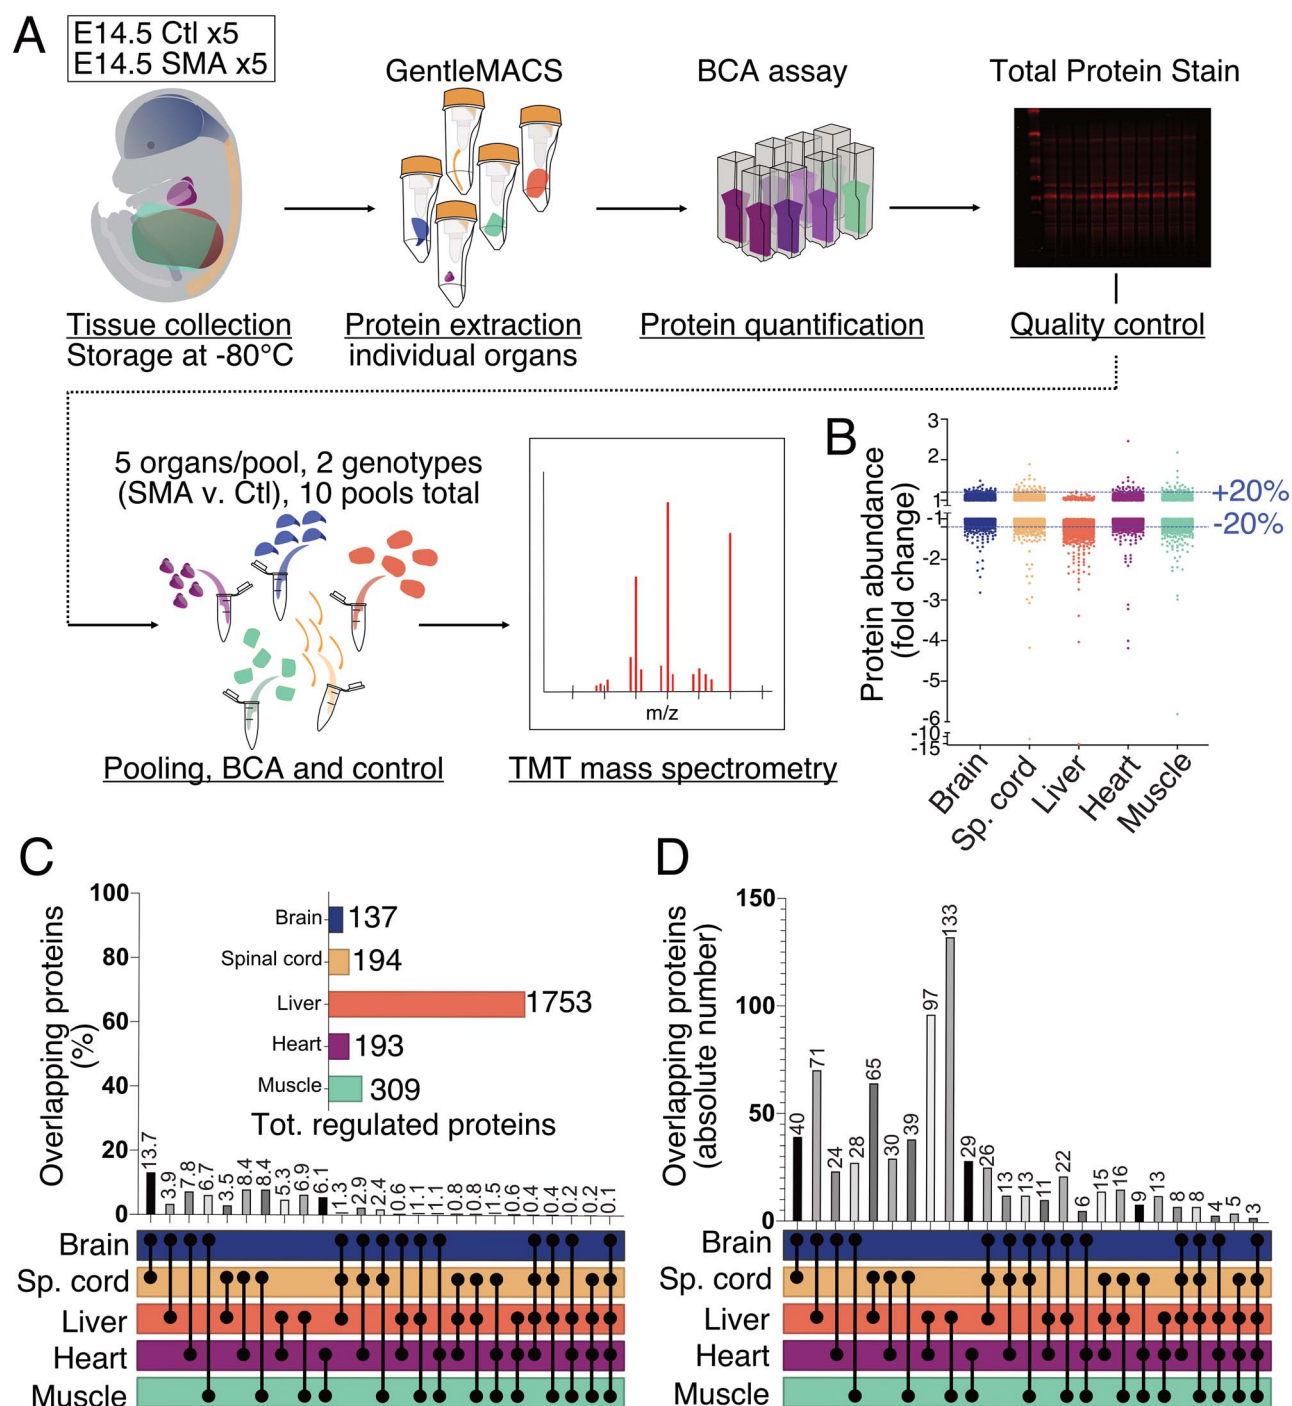 A
E14.5 Ctl x5
E14.5 SMA x5
GentleMACS
BCA assay
Total Protein Stain
Tissue collection
Storage at -80°C
Protein extraction
individual organs
Protein quantification
Quality control
5 organs/pool, 2 genotypes
(SMA v. Ctl), 10 pools total
m/z
Pooling, BCA and control
TMT mass spectrometry
B
Protein abundance
(fold change)
3
2
1
-1
-2
-3
-4
-5
-6
-10
-15
+20%
-20%
Brain
Sp. cord
Liver
Heart
Muscle
C
Overlapping proteins
(%)
100
80
60
40
20
0
Brain 137
Spinal cord 194
Liver 1753
Heart 193
Muscle 309
Tot. regulated proteins
13.7 3.9 7.8 6.7 3.5 8.4 8.4 5.3 6.9 6.1 1.3 2.9 2.4 0.6 1.1 1.1 0.8 0.8 1.5 0.6 0.4 0.4 0.2 0.2 0.1
Brain
Sp. cord
Liver
Heart
Muscle
D
Overlapping proteins
(absolute number)
150
100
50
0
40 71 24 28 65 30 39 97 133 29 26 13 13 11 22 6 15 16 9 13 8 8 4 5 3
Brain
Sp. cord
Liver
Heart
Muscle